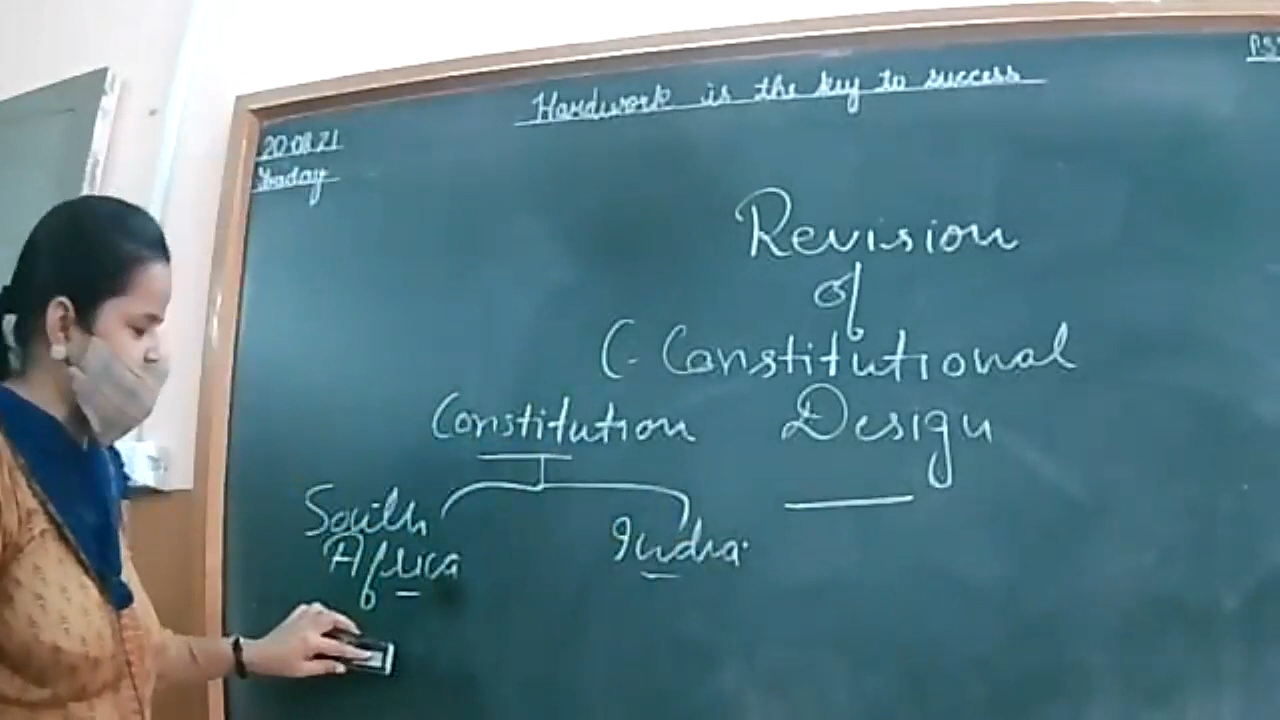 Hardwork is the key to success
20.08.21
Revision
of
C- Constitutional
Design
Constitution
South
Africa
India